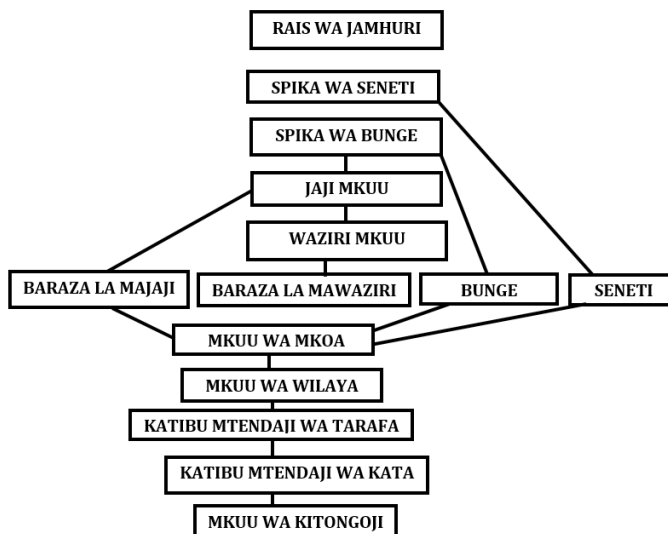 RAIS WA JAMHURI
SPIKA WA SENETI
SPIKA WA BUNGE
JAJI MKUU
WAZIRI MKUU
BARAZA LA MAJAJI
BARAZA LA MAWAZIRI
BUNGE
SENETI
MKUU WA MKOA
MKUU WA WILAYA
KATIBU MTENDAJI WA TARAFA
KATIBU MTENDAJI WA KATA
MKUU WA KITONGOJI